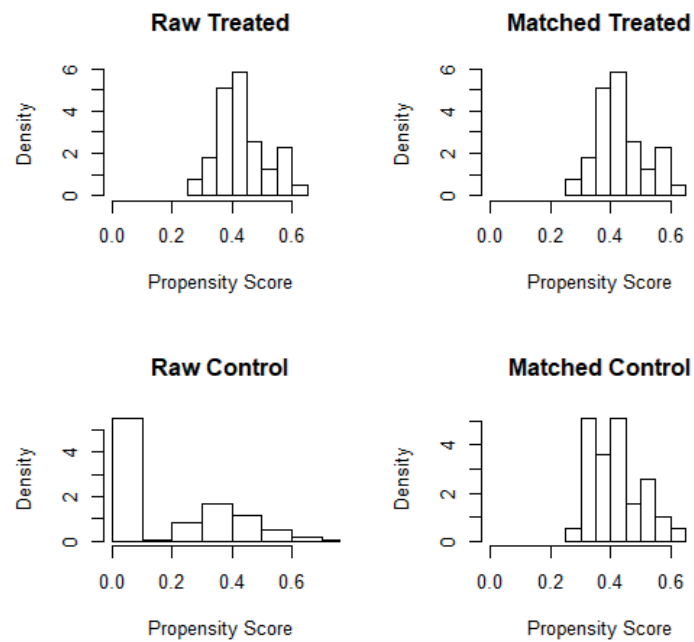 Raw Treated
Density
0 2 4 6
0.0 0.2 0.4 0.6
Propensity Score
Matched Treated
Density
0 2 4 6
0.0 0.2 0.4 0.6
Propensity Score
Raw Control
Density
0 2 4
0.0 0.2 0.4 0.6
Propensity Score
Matched Control
Density
0 2 4
0.0 0.2 0.4 0.6
Propensity Score